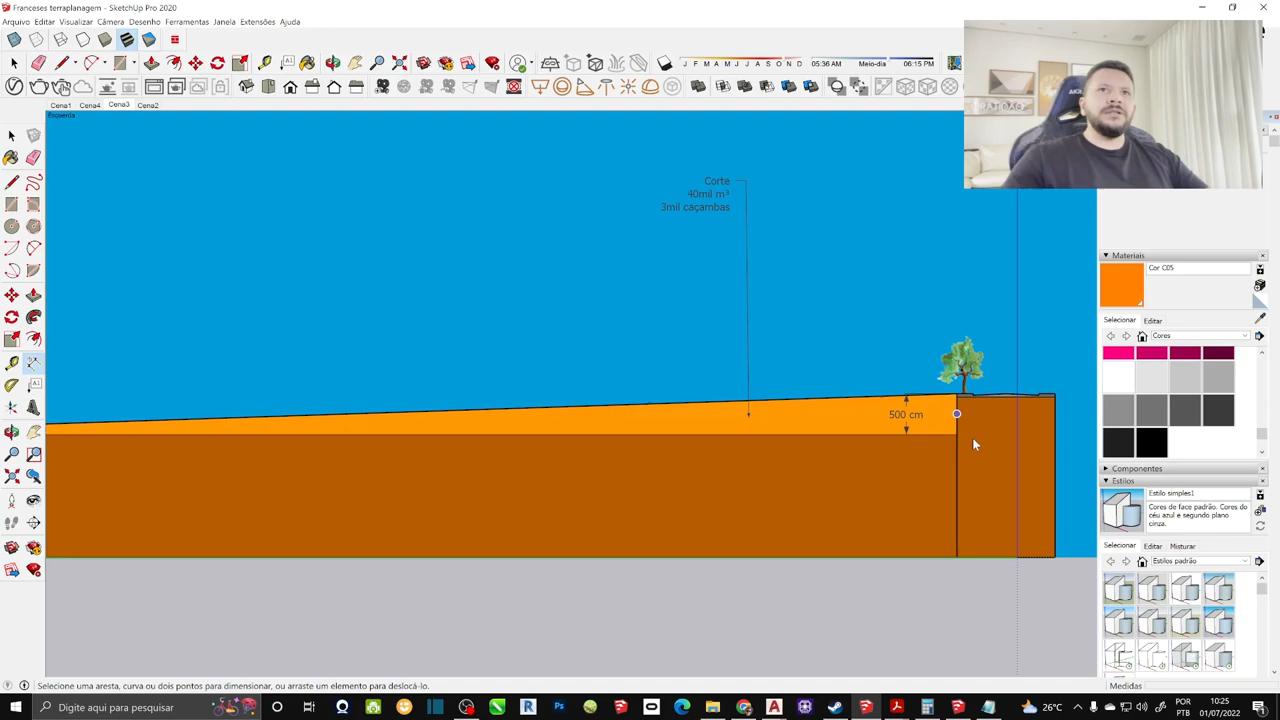 Franceses terraplanagem - SketchUp Pro 2020
Arquivo Editar Visualizar Câmera Desenho Ferramentas Janela Extensões Ajuda
J F M A M J J A S O N D
05:36 AM Meio-dia 06:15 PM
Cena1 Cena4 Cena3 Cena2
Esquerda
Corte
40mil m³
3mil caçambas
500 cm
GRATIDÃO
Materiais
Cor C05
Selecionar Editar
Cores
Componentes
Estilos
Estilo simples1
Cores de face padrão. Cores do
céu azul e segundo plano
cinza.
Selecionar Editar Misturar
Estilos padrão
Selecione uma aresta, curva ou dois pontos para dimensionar, ou arraste um elemento para deslocá-lo.
Medidas
Digite aqui para pesquisar
26°C
POR
PTB
10:25
01/07/2022